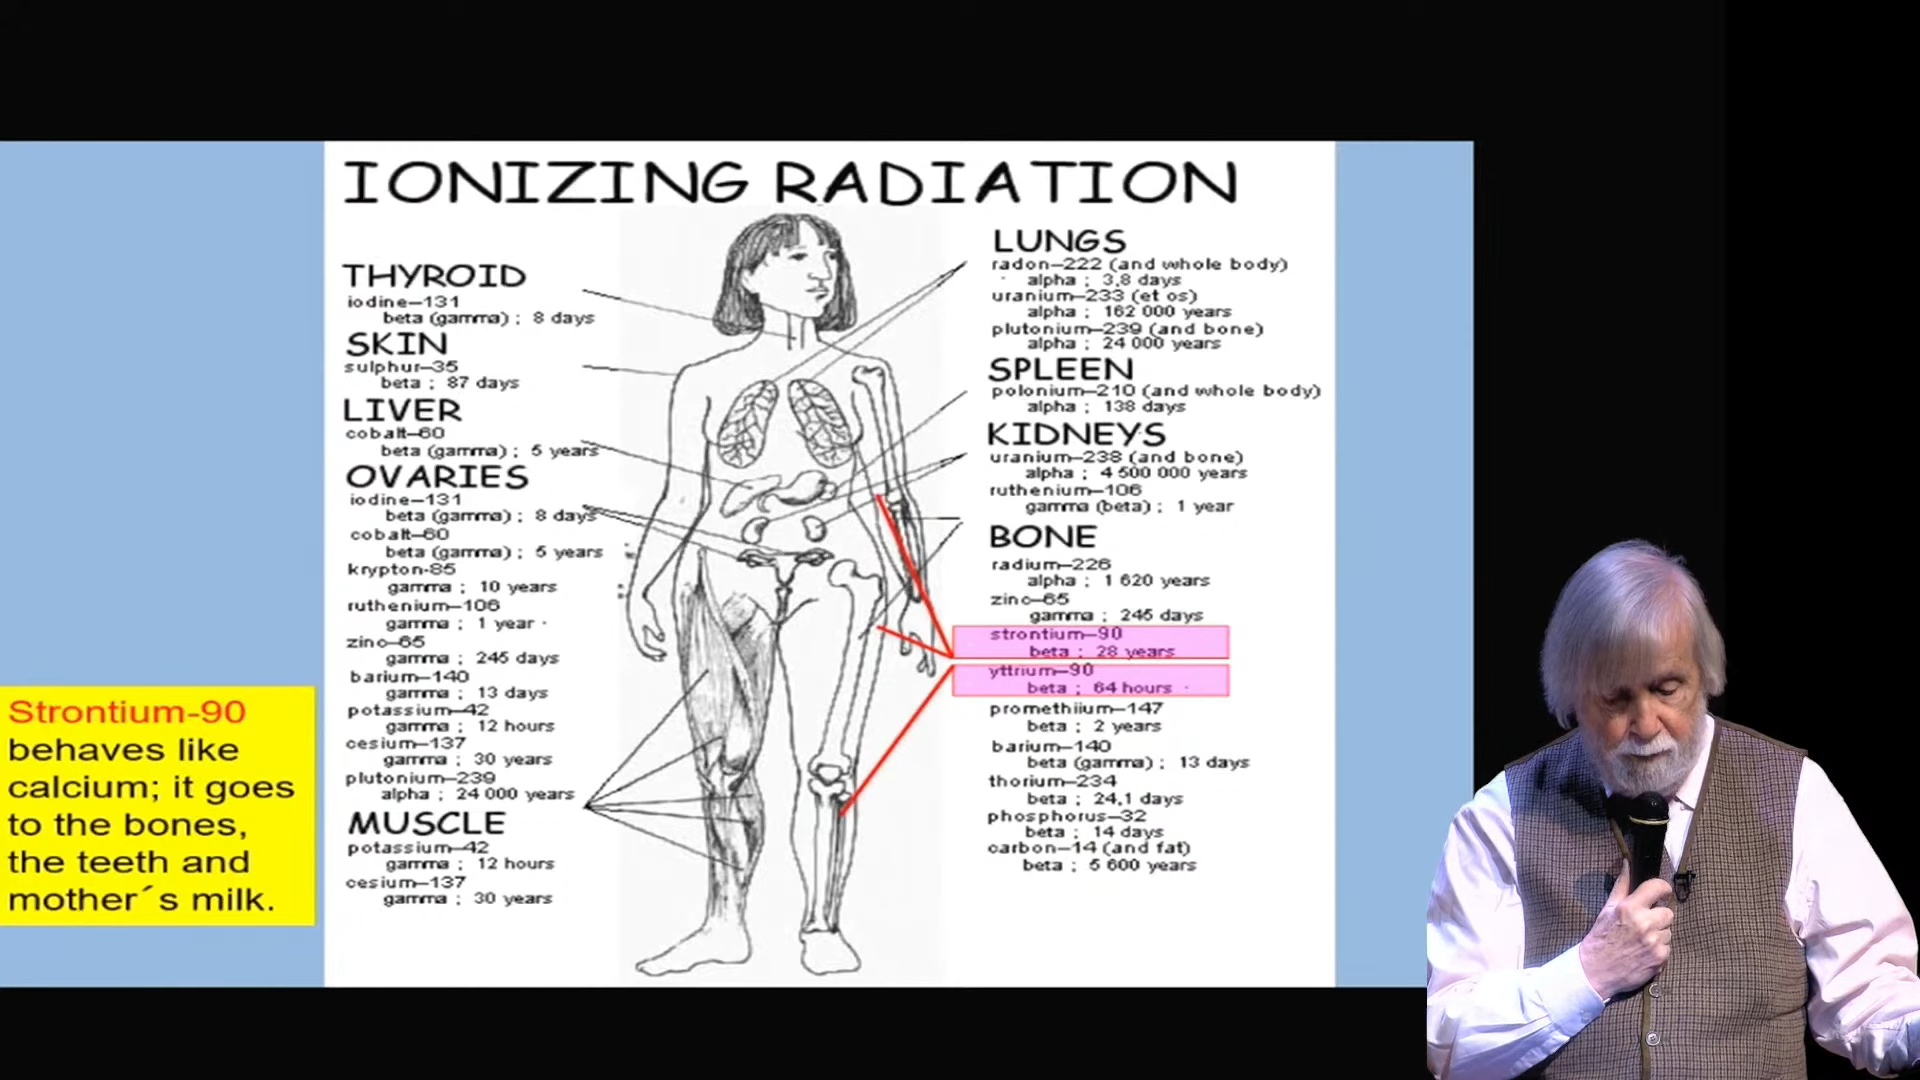 IONIZING RADIATION
THYROID
iodine-131
beta (gamma) ; 8 days
SKIN
sulphur-35
beta ; 87 days
LIVER
cobalt-60
beta (gamma) ; 5 years
OVARIES
iodine-131
beta (gamma) ; 8 days
cobalt-60
beta (gamma) ; 5 years
krypton-85
gamma ; 10 years
ruthenium-106
gamma ; 1 year
zinc-65
gamma ; 245 days
barium-140
gamma ; 13 days
potassium-42
gamma ; 12 hours
cesium-137
gamma ; 30 years
plutonium-239
alpha ; 24 000 years
MUSCLE
potassium-42
gamma ; 12 hours
cesium-137
gamma ; 30 years
LUNGS
radon-222 (and whole body)
alpha ; 3,8 days
uranium-233 (et os)
alpha ; 162 000 years
plutonium-239 (and bone)
alpha ; 24 000 years
SPLEEN
polonium-210 (and whole body)
alpha ; 138 days
KIDNEYS
uranium-238 (and bone)
alpha ; 4 500 000 years
ruthenium-106
gamma (beta) ; 1 year
BONE
radium-226
alpha ; 1 620 years
zinc-65
gamma ; 245 days
strontium-90
beta ; 28 years
yttrium-90
beta ; 64 hours
promethiium-147
beta ; 2 years
barium-140
beta (gamma) ; 13 days
thorium-234
beta ; 24,1 days
phosphorus-32
beta ; 14 days
carbon-14 (and fat)
beta ; 5 600 years
Strontium-90
behaves like
calcium; it goes
to the bones,
the teeth and
mother´s milk.